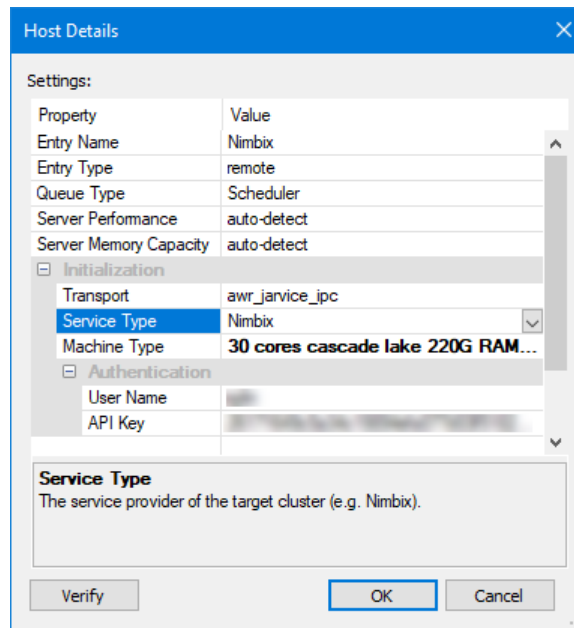 Host Details
Settings:
Property Value
Entry Name Nimbix
Entry Type remote
Queue Type Scheduler
Server Performance auto-detect
Server Memory Capacity auto-detect
Initialization
Transport awr_jarvice_ipc
Service Type Nimbix
Machine Type 30 cores cascade lake 220G RAM...
Authentication
User Name
API Key
Service Type
The service provider of the target cluster (e.g. Nimbix).
Verify OK Cancel